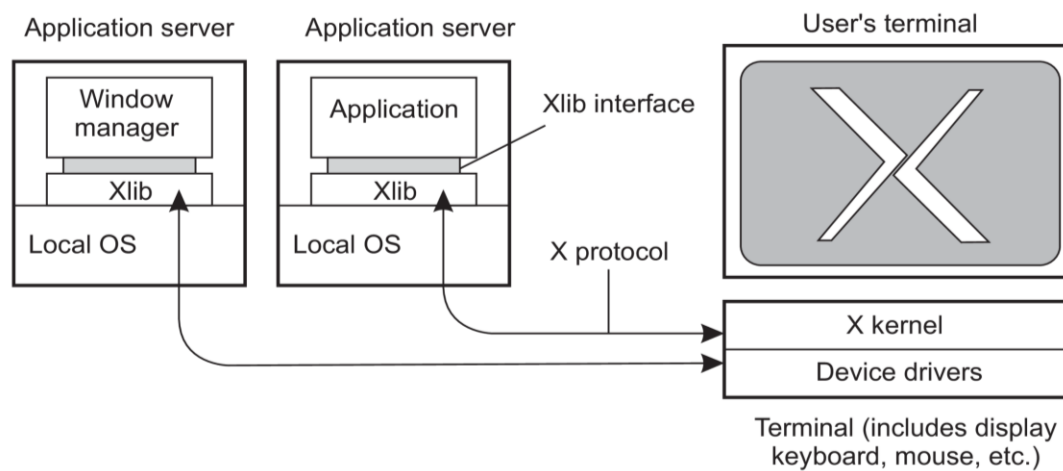 Application server
Application server
User's terminal
Window
manager
Application
Xlib interface
Xlib
Xlib
Local OS
Local OS
X protocol
X kernel
Device drivers
Terminal (includes display
keyboard, mouse, etc.)